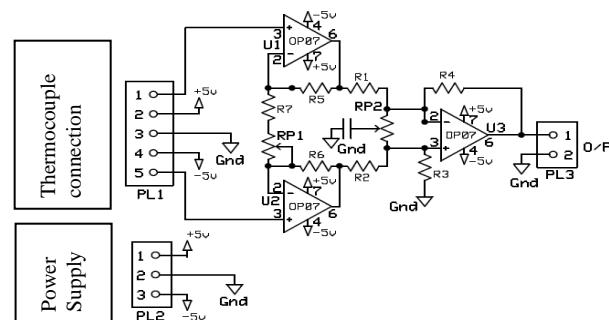 Thermocouple
connection
1
2
3
4
5
PL1
+5v
Gnd
-5v
3
2
U1
-5v
4
OP07
6
7
+5v
R5
R1
R7
RP1
R6
R2
RP2
Gnd
2
U2
3
+5v
7
OP07
6
4
-5v
R4
2
3
+5v
7
U3
OP07
6
4
-5v
R3
Gnd
1
2
PL3
O/P
Gnd
Power
Supply
1
2
3
PL2
+5v
Gnd
-5v